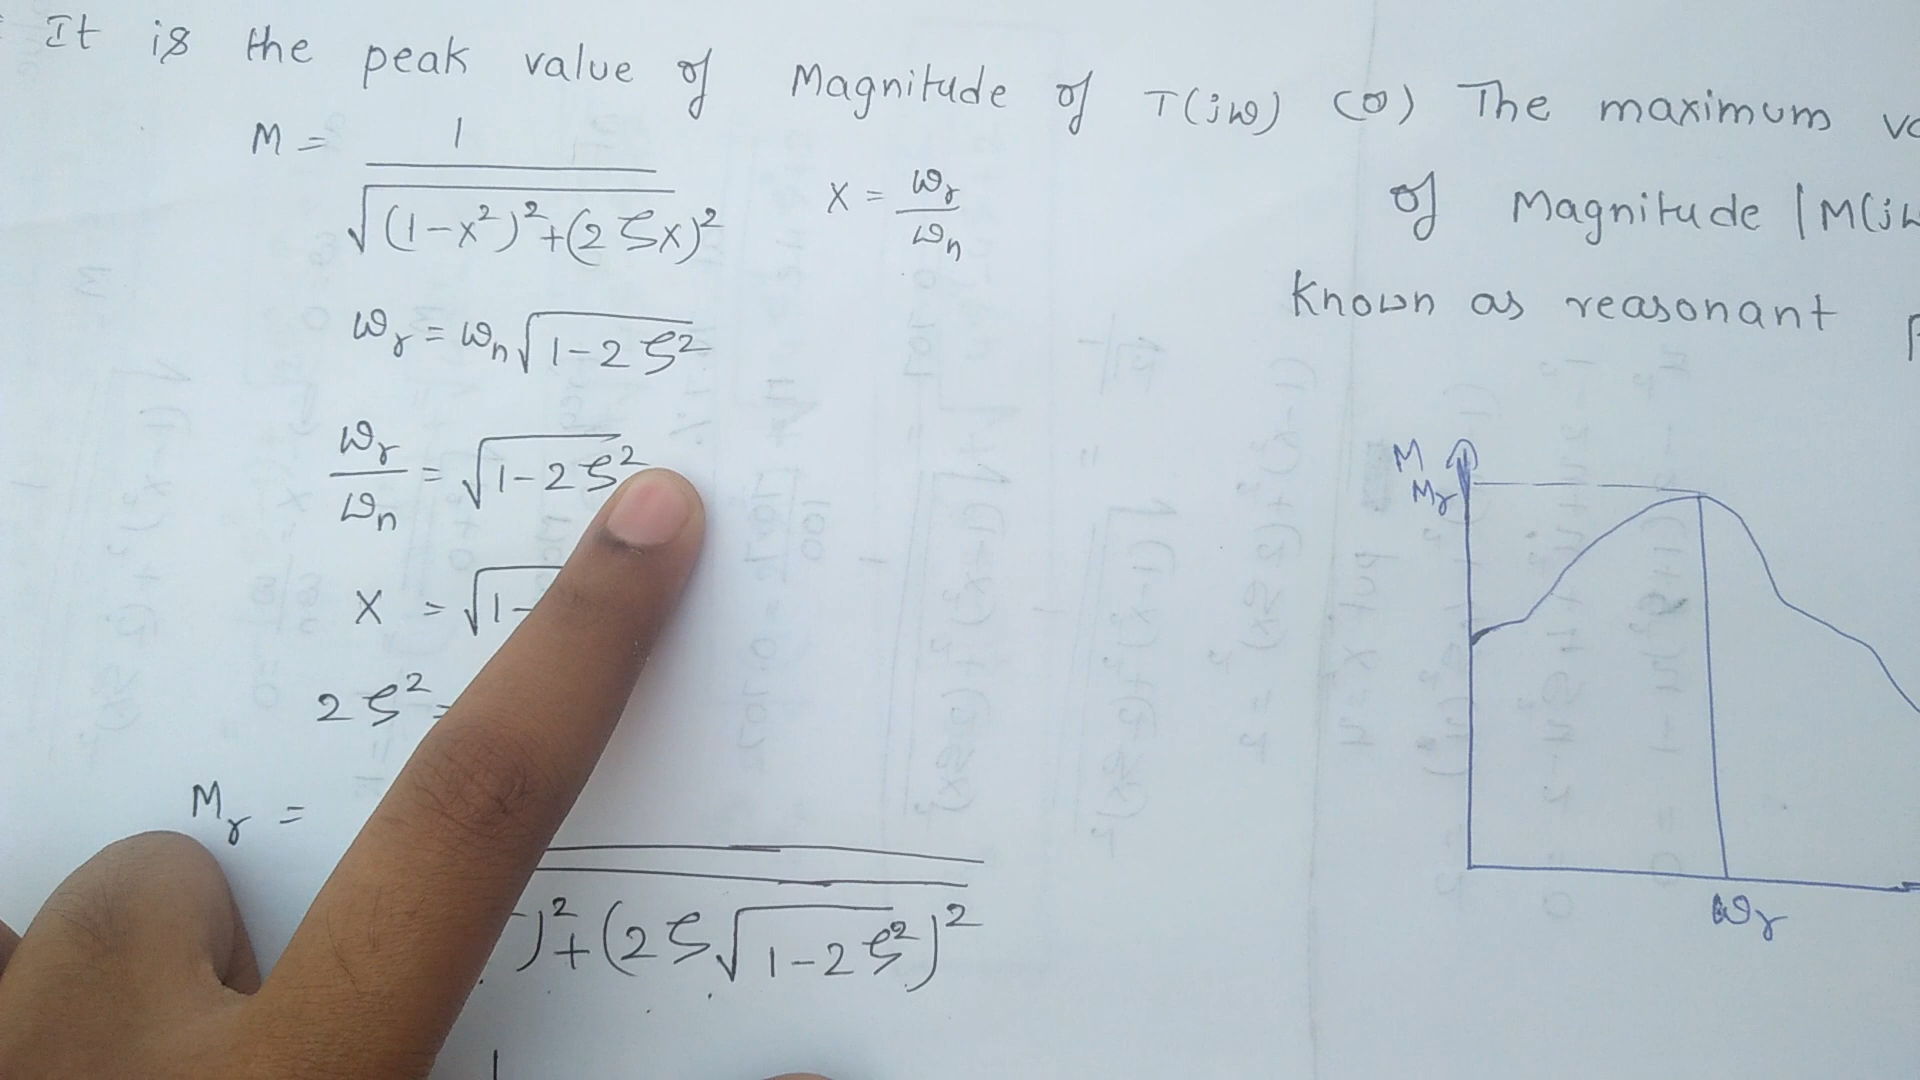 It is the peak value of Magnitude of T(jω) (or) The maximum
M = 1 / √((1-x²)²+(2ζx)²)
x = ωr / ωn
of Magnitude |M(j
ωr = ωn √(1-2ζ²)
known as reasonant
ωr / ωn = √(1-2ζ²)
x = √1-
2ζ² =
Mr =
)²+(2ζ√(1-2ζ²))²
M
Mr
ωr